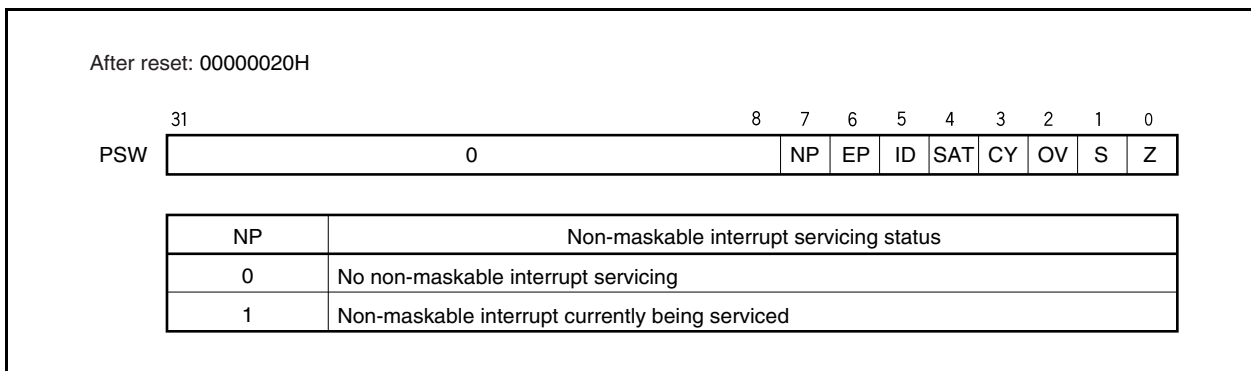 After reset: 00000020H
31 8 7 6 5 4 3 2 1 0
PSW 0 NP EP ID SAT CY OV S Z
NP Non-maskable interrupt servicing status
0 No non-maskable interrupt servicing
1 Non-maskable interrupt currently being serviced